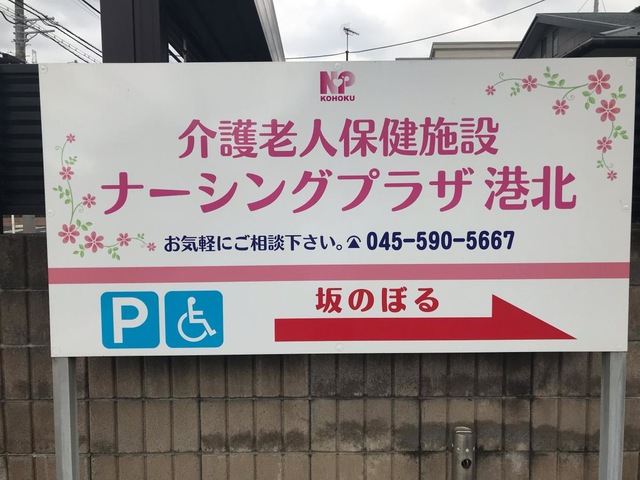 NP
KOHOKU
介護老人保健施設
ナーシングプラザ 港北
お気軽にご相談下さい。☎045-590-5667
坂のぼる
P